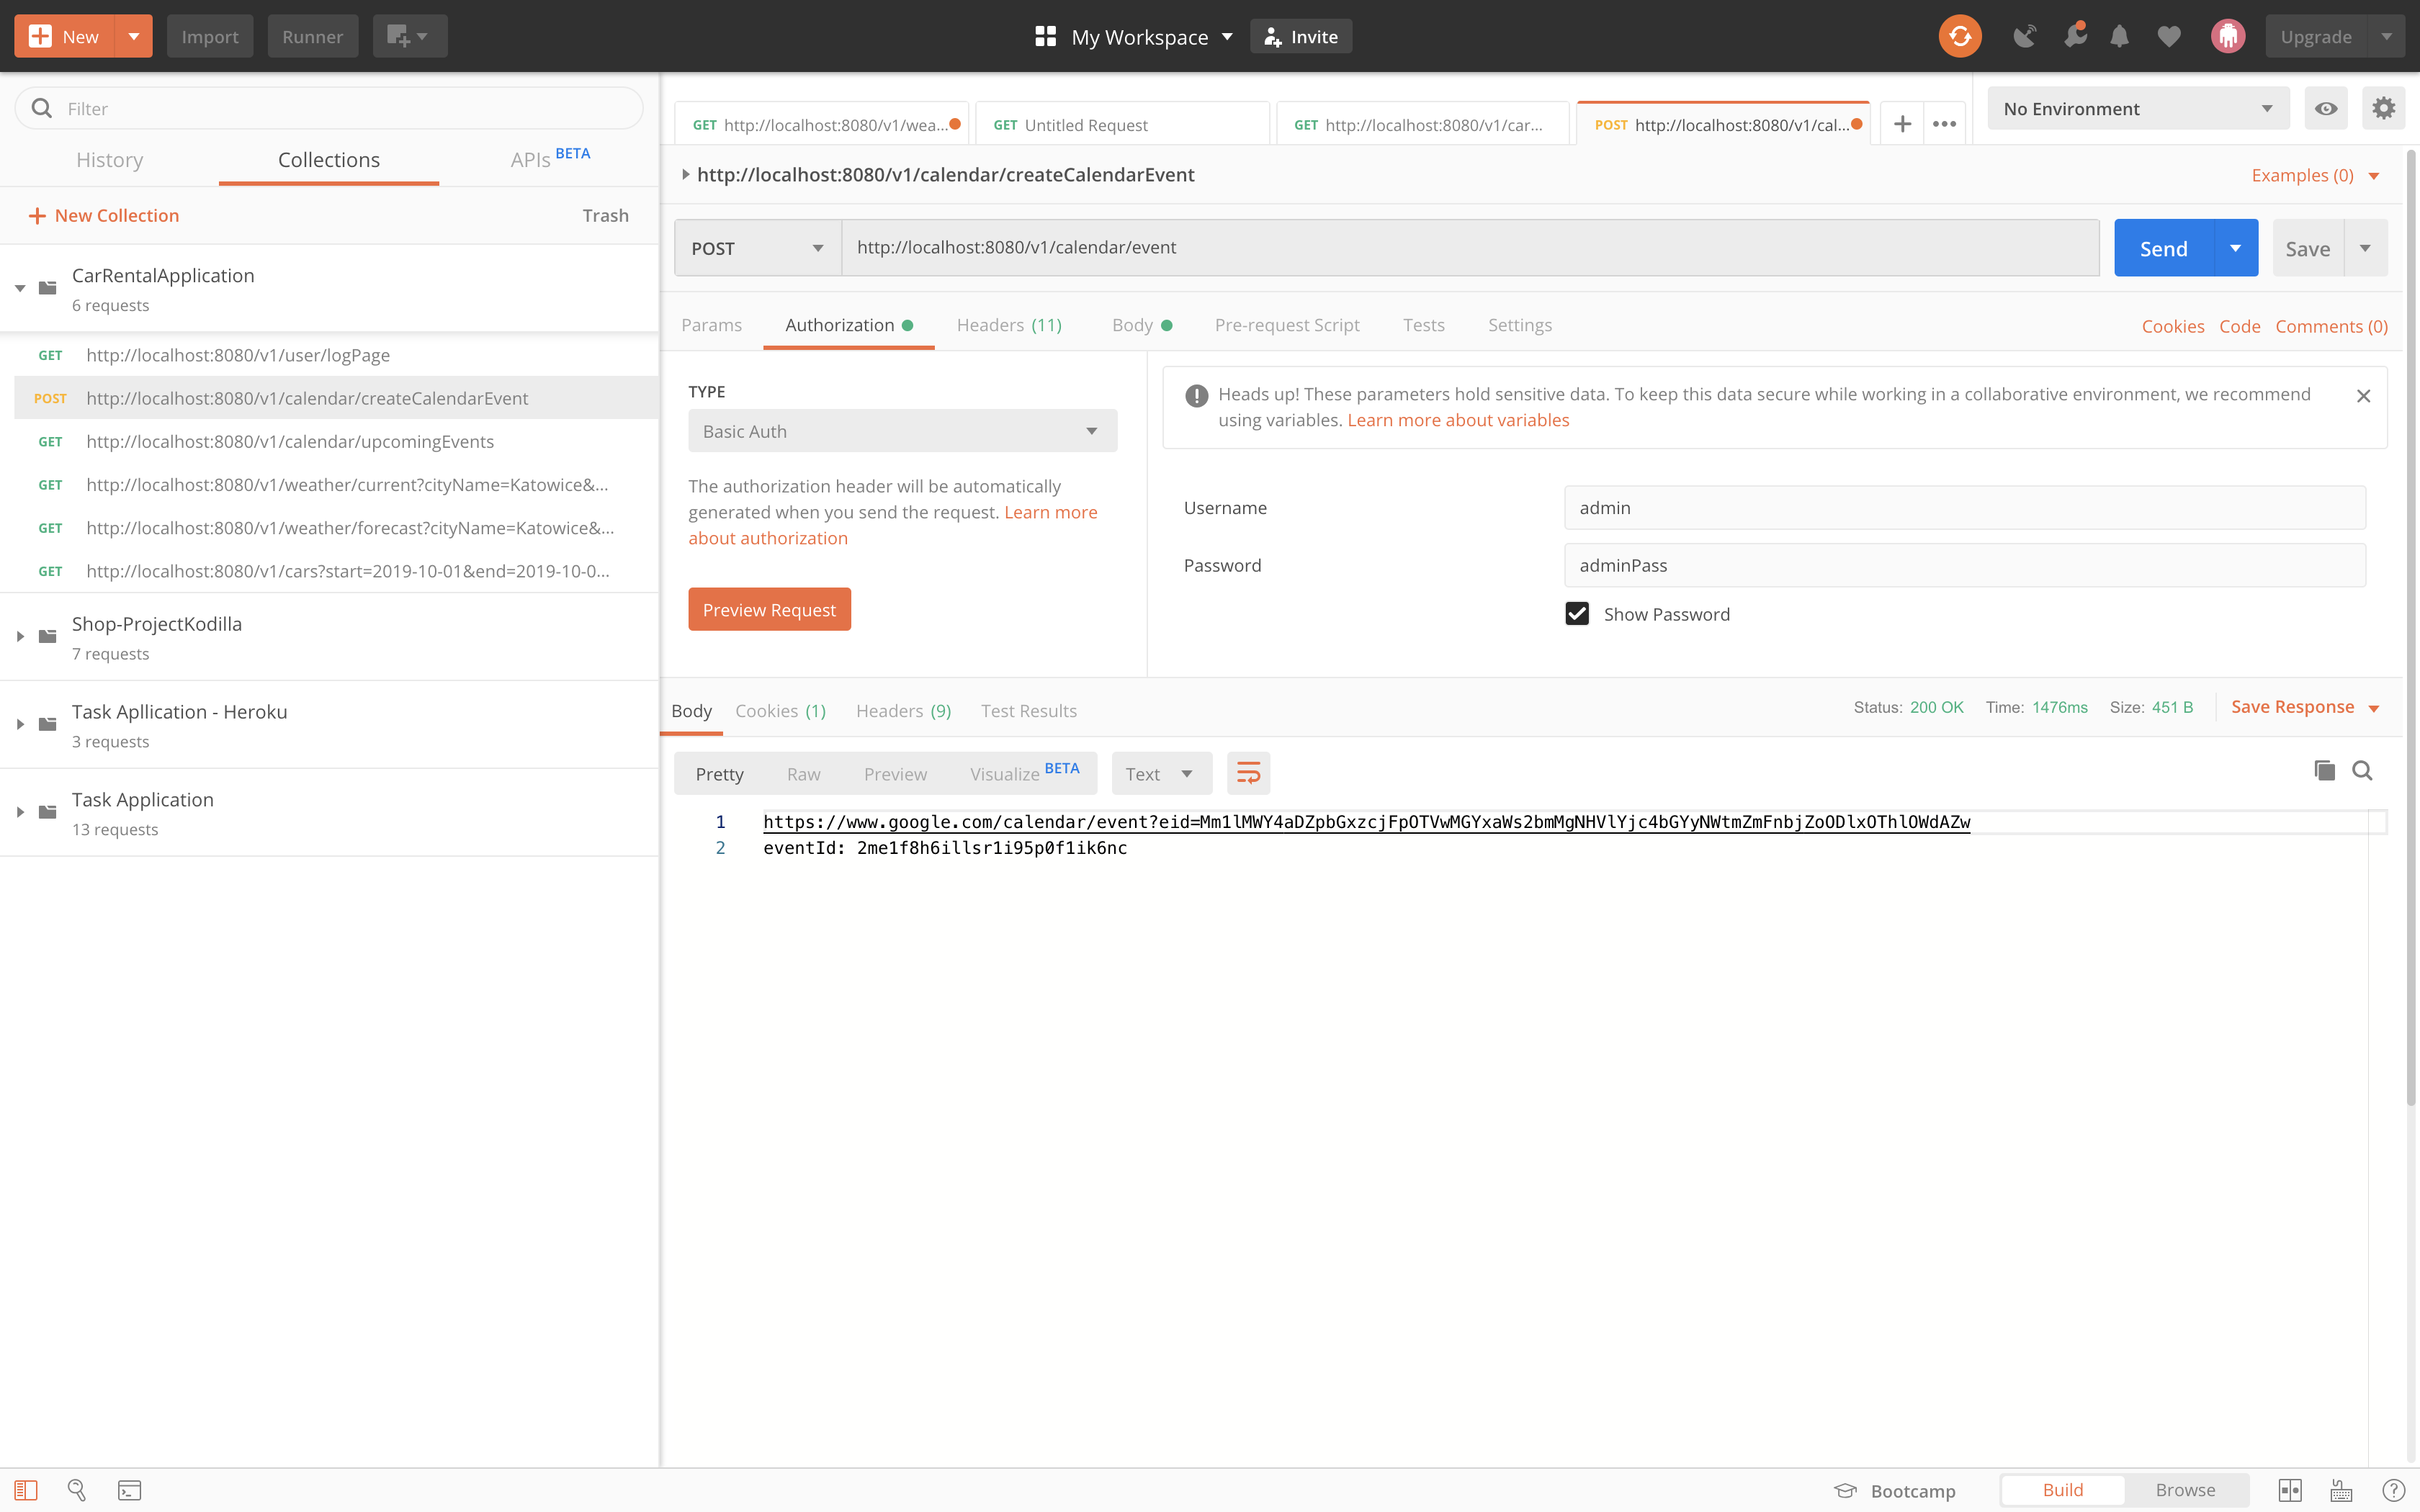 New
Import
Runner
My Workspace
Invite
Upgrade
Filter
History
Collections
APIs BETA
New Collection
Trash
CarRentalApplication
6 requests
GET http://localhost:8080/v1/user/logPage
POST http://localhost:8080/v1/calendar/createCalendarEvent
GET http://localhost:8080/v1/calendar/upcomingEvents
GET http://localhost:8080/v1/weather/current?cityName=Katowice&...
GET http://localhost:8080/v1/weather/forecast?cityName=Katowice&...
GET http://localhost:8080/v1/cars?start=2019-10-01&end=2019-10-0...
Shop-ProjectKodilla
7 requests
Task Apllication - Heroku
3 requests
Task Application
13 requests
GET http://localhost:8080/v1/wea...
GET Untitled Request
GET http://localhost:8080/v1/car...
POST http://localhost:8080/v1/cal...
No Environment
http://localhost:8080/v1/calendar/createCalendarEvent
Examples (0)
POST
http://localhost:8080/v1/calendar/event
Send
Save
Params
Authorization
Headers (11)
Body
Pre-request Script
Tests
Settings
Cookies
Code
Comments (0)
TYPE
Basic Auth
The authorization header will be automatically
generated when you send the request. Learn more
about authorization
Preview Request
Heads up! These parameters hold sensitive data. To keep this data secure while working in a collaborative environment, we recommend
using variables. Learn more about variables
Username
admin
Password
adminPass
Show Password
Body
Cookies (1)
Headers (9)
Test Results
Status: 200 OK
Time: 1476ms
Size: 451 B
Save Response
Pretty
Raw
Preview
Visualize BETA
Text
1 https://www.google.com/calendar/event?eid=Mm1lMWY4aDZpbGxzcjFpOTVwMGYxaWs2bmMgNHVlYjc4bGYyNWtmZmFnbjZoODlxOThlOWdAZw
2 eventId: 2me1f8h6illsr1i95p0f1ik6nc
Bootcamp
Build
Browse